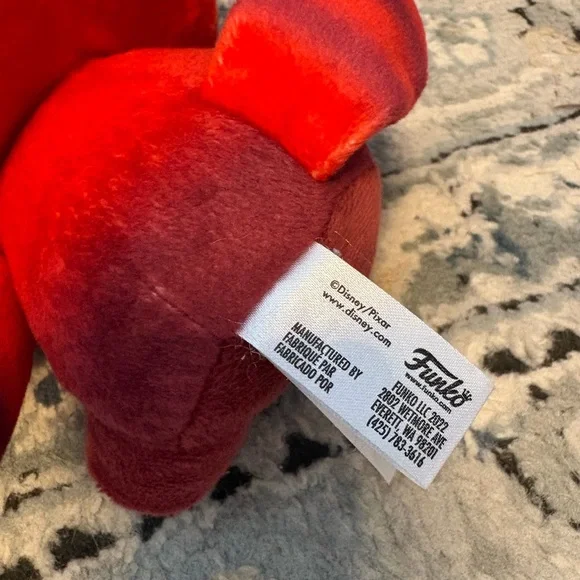 ©Disney/Pixar
www.disney.com
MANUFACTURED BY
FABRIQUÉ PAR
FABRICADO POR
Funko
www.funko.com
FUNKO LLC 2022
2802 WETMORE AVE
EVERETT, WA 98201
(425) 783-3616